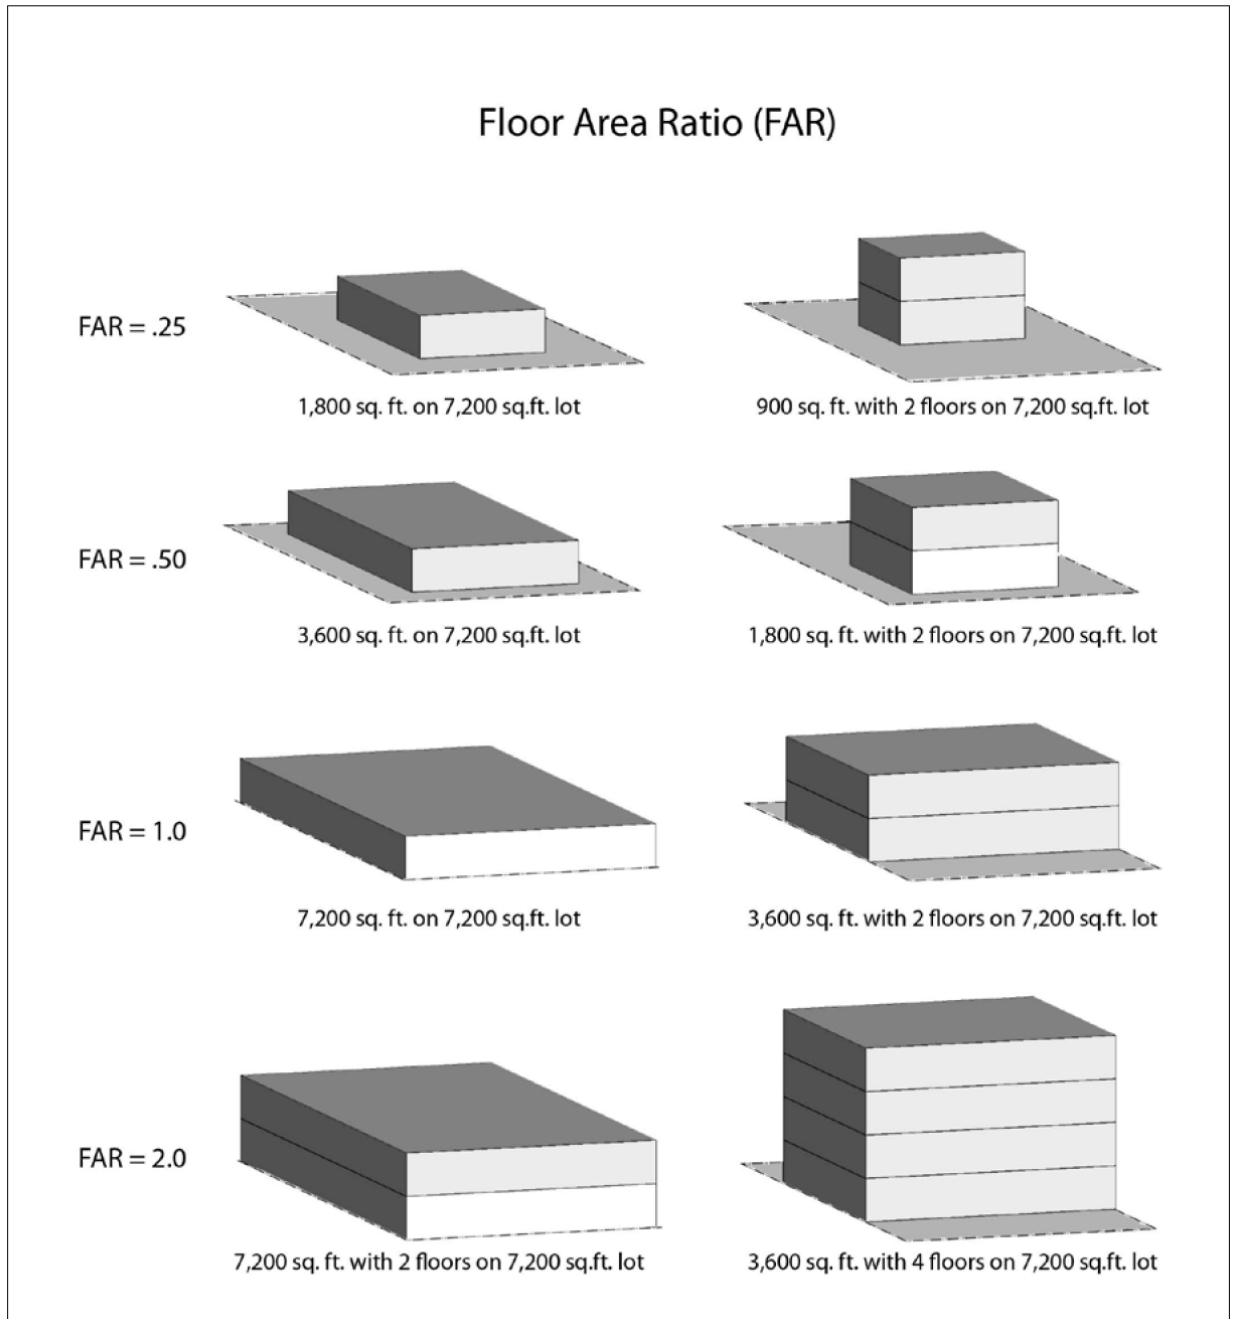 Floor Area Ratio (FAR)
FAR = .25
1,800 sq. ft. on 7,200 sq.ft. lot
900 sq. ft. with 2 floors on 7,200 sq.ft. lot
FAR = .50
3,600 sq. ft. on 7,200 sq.ft. lot
1,800 sq. ft. with 2 floors on 7,200 sq.ft. lot
FAR = 1.0
7,200 sq. ft. on 7,200 sq.ft. lot
3,600 sq. ft. with 2 floors on 7,200 sq.ft. lot
FAR = 2.0
7,200 sq. ft. with 2 floors on 7,200 sq.ft. lot
3,600 sq. ft. with 4 floors on 7,200 sq.ft. lot